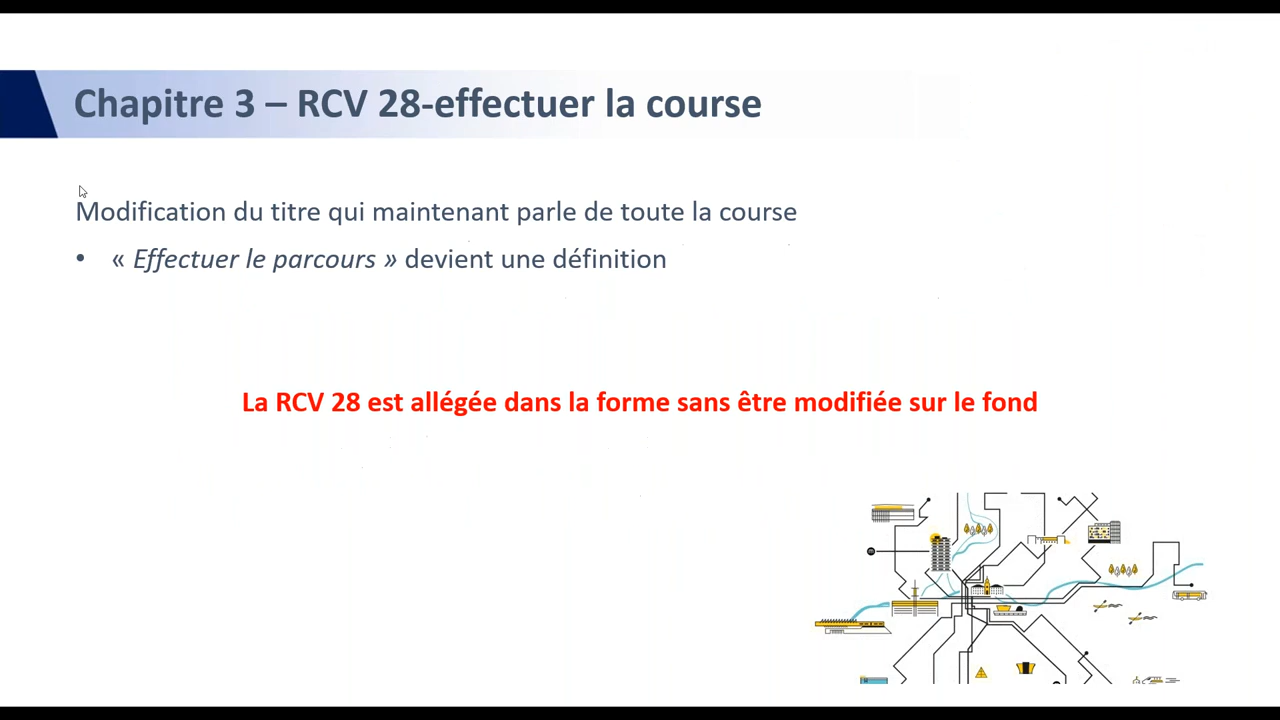 Chapitre 3 – RCV 28-effectuer la course
Modification du titre qui maintenant parle de toute la course
• « Effectuer le parcours » devient une définition
La RCV 28 est allégée dans la forme sans être modifiée sur le fond